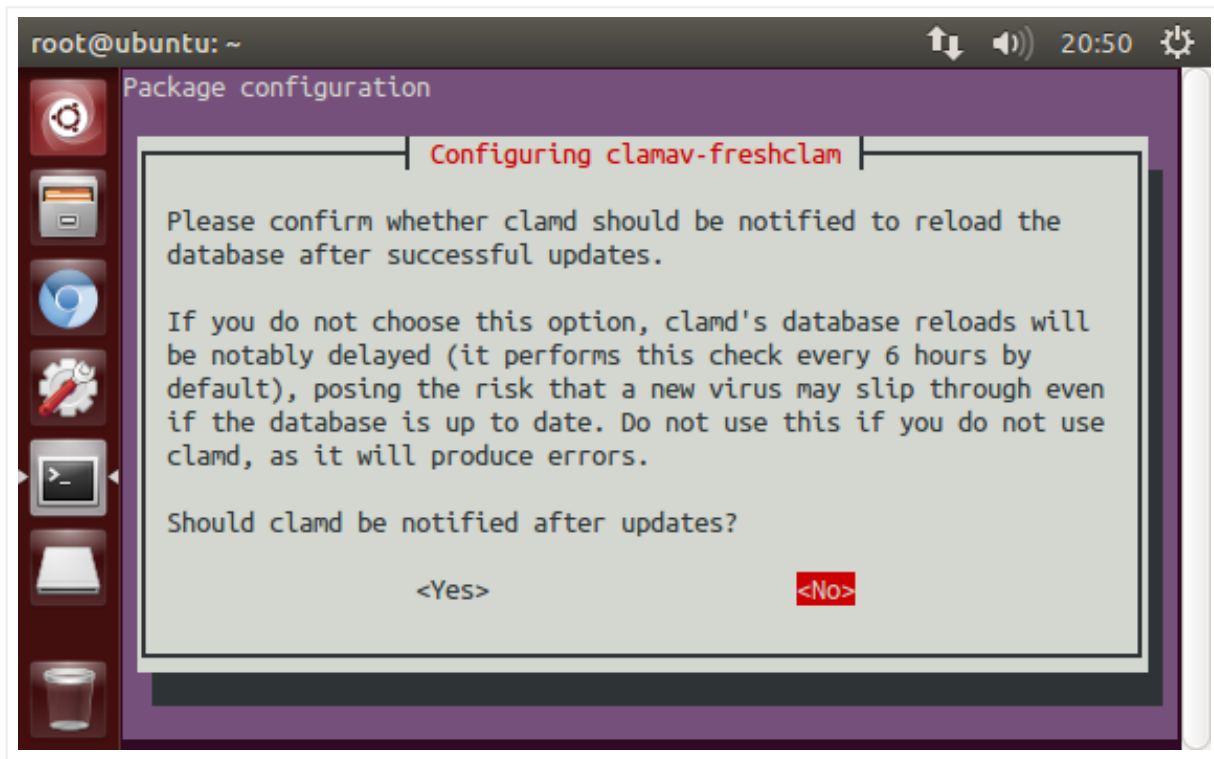 root@ubuntu: ~
20:50
Package configuration
Configuring clamav-freshclam
Please confirm whether clamd should be notified to reload the
database after successful updates.
If you do not choose this option, clamd's database reloads will
be notably delayed (it performs this check every 6 hours by
default), posing the risk that a new virus may slip through even
if the database is up to date. Do not use this if you do not use
clamd, as it will produce errors.
Should clamd be notified after updates?
<Yes> <No>